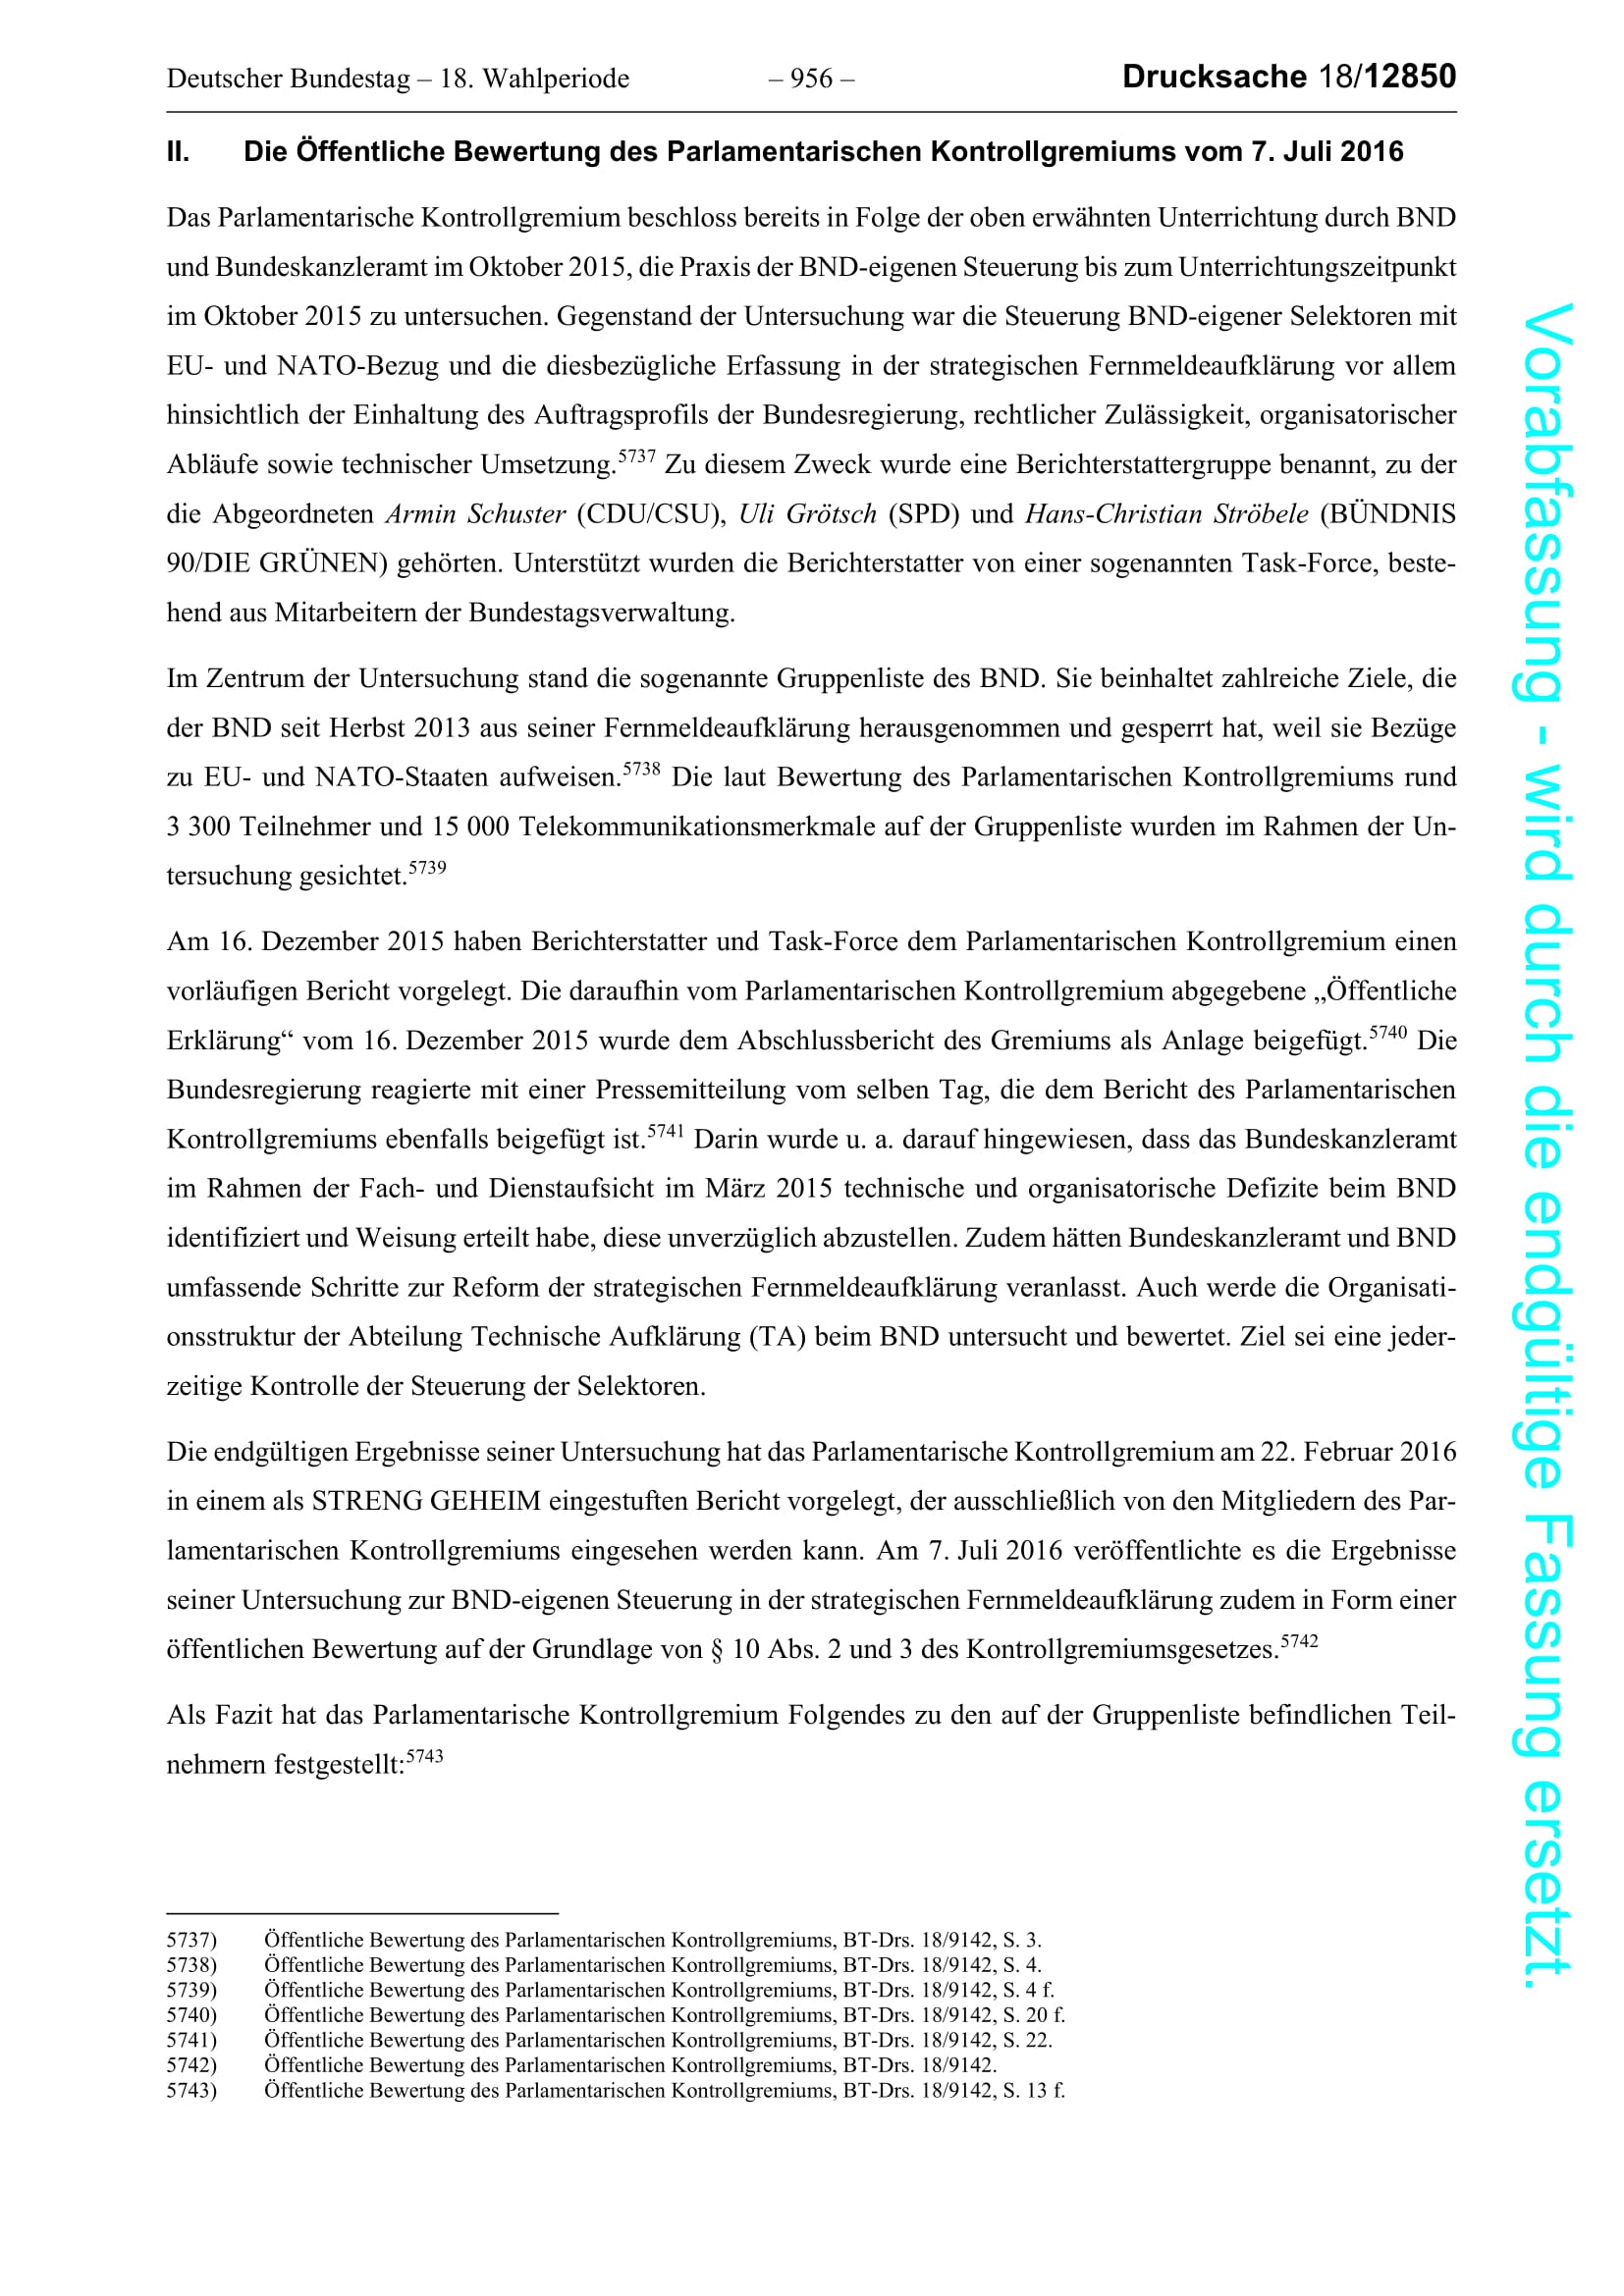 Deutscher Bundestag – 18. Wahlperiode – 956 – Drucksache 18/12850
II. Die Öffentliche Bewertung des Parlamentarischen Kontrollgremiums vom 7. Juli 2016
Das Parlamentarische Kontrollgremium beschloss bereits in Folge der oben erwähnten Unterrichtung durch BND
und Bundeskanzleramt im Oktober 2015, die Praxis der BND-eigenen Steuerung bis zum Unterrichtungszeitpunkt
im Oktober 2015 zu untersuchen. Gegenstand der Untersuchung war die Steuerung BND-eigener Selektoren mit
EU- und NATO-Bezug und die diesbezügliche Erfassung in der strategischen Fernmeldeaufklärung vor allem
hinsichtlich der Einhaltung des Auftragsprofils der Bundesregierung, rechtlicher Zulässigkeit, organisatorischer
Abläufe sowie technischer Umsetzung.5737 Zu diesem Zweck wurde eine Berichterstattergruppe benannt, zu der
die Abgeordneten Armin Schuster (CDU/CSU), Uli Grötsch (SPD) und Hans-Christian Ströbele (BÜNDNIS
90/DIE GRÜNEN) gehörten. Unterstützt wurden die Berichterstatter von einer sogenannten Task-Force, beste-
hend aus Mitarbeitern der Bundestagsverwaltung.
Im Zentrum der Untersuchung stand die sogenannte Gruppenliste des BND. Sie beinhaltet zahlreiche Ziele, die
der BND seit Herbst 2013 aus seiner Fernmeldeaufklärung herausgenommen und gesperrt hat, weil sie Bezüge
zu EU- und NATO-Staaten aufweisen.5738 Die laut Bewertung des Parlamentarischen Kontrollgremiums rund
3 300 Teilnehmer und 15 000 Telekommunikationsmerkmale auf der Gruppenliste wurden im Rahmen der Un-
tersuchung gesichtet.5739
Am 16. Dezember 2015 haben Berichterstatter und Task-Force dem Parlamentarischen Kontrollgremium einen
vorläufigen Bericht vorgelegt. Die daraufhin vom Parlamentarischen Kontrollgremium abgegebene „Öffentliche
Erklärung“ vom 16. Dezember 2015 wurde dem Abschlussbericht des Gremiums als Anlage beigefügt.5740 Die
Bundesregierung reagierte mit einer Pressemitteilung vom selben Tag, die dem Bericht des Parlamentarischen
Kontrollgremiums ebenfalls beigefügt ist.5741 Darin wurde u. a. darauf hingewiesen, dass das Bundeskanzleramt
im Rahmen der Fach- und Dienstaufsicht im März 2015 technische und organisatorische Defizite beim BND
identifiziert und Weisung erteilt habe, diese unverzüglich abzustellen. Zudem hätten Bundeskanzleramt und BND
umfassende Schritte zur Reform der strategischen Fernmeldeaufklärung veranlasst. Auch werde die Organisati-
onsstruktur der Abteilung Technische Aufklärung (TA) beim BND untersucht und bewertet. Ziel sei eine jeder-
zeitige Kontrolle der Steuerung der Selektoren.
Die endgültigen Ergebnisse seiner Untersuchung hat das Parlamentarische Kontrollgremium am 22. Februar 2016
in einem als STRENG GEHEIM eingestuften Bericht vorgelegt, der ausschließlich von den Mitgliedern des Par-
lamentarischen Kontrollgremiums eingesehen werden kann. Am 7. Juli 2016 veröffentlichte es die Ergebnisse
seiner Untersuchung zur BND-eigenen Steuerung in der strategischen Fernmeldeaufklärung zudem in Form einer
öffentlichen Bewertung auf der Grundlage von § 10 Abs. 2 und 3 des Kontrollgremiumsgesetzes.5742
Als Fazit hat das Parlamentarische Kontrollgremium Folgendes zu den auf der Gruppenliste befindlichen Teil-
nehmern festgestellt:5743
5737) Öffentliche Bewertung des Parlamentarischen Kontrollgremiums, BT-Drs. 18/9142, S. 3.
5738) Öffentliche Bewertung des Parlamentarischen Kontrollgremiums, BT-Drs. 18/9142, S. 4.
5739) Öffentliche Bewertung des Parlamentarischen Kontrollgremiums, BT-Drs. 18/9142, S. 4 f.
5740) Öffentliche Bewertung des Parlamentarischen Kontrollgremiums, BT-Drs. 18/9142, S. 20 f.
5741) Öffentliche Bewertung des Parlamentarischen Kontrollgremiums, BT-Drs. 18/9142, S. 22.
5742) Öffentliche Bewertung des Parlamentarischen Kontrollgremiums, BT-Drs. 18/9142.
5743) Öffentliche Bewertung des Parlamentarischen Kontrollgremiums, BT-Drs. 18/9142, S. 13 f.
Vorabfassung - wird durch die endgültige Fassung ersetzt.